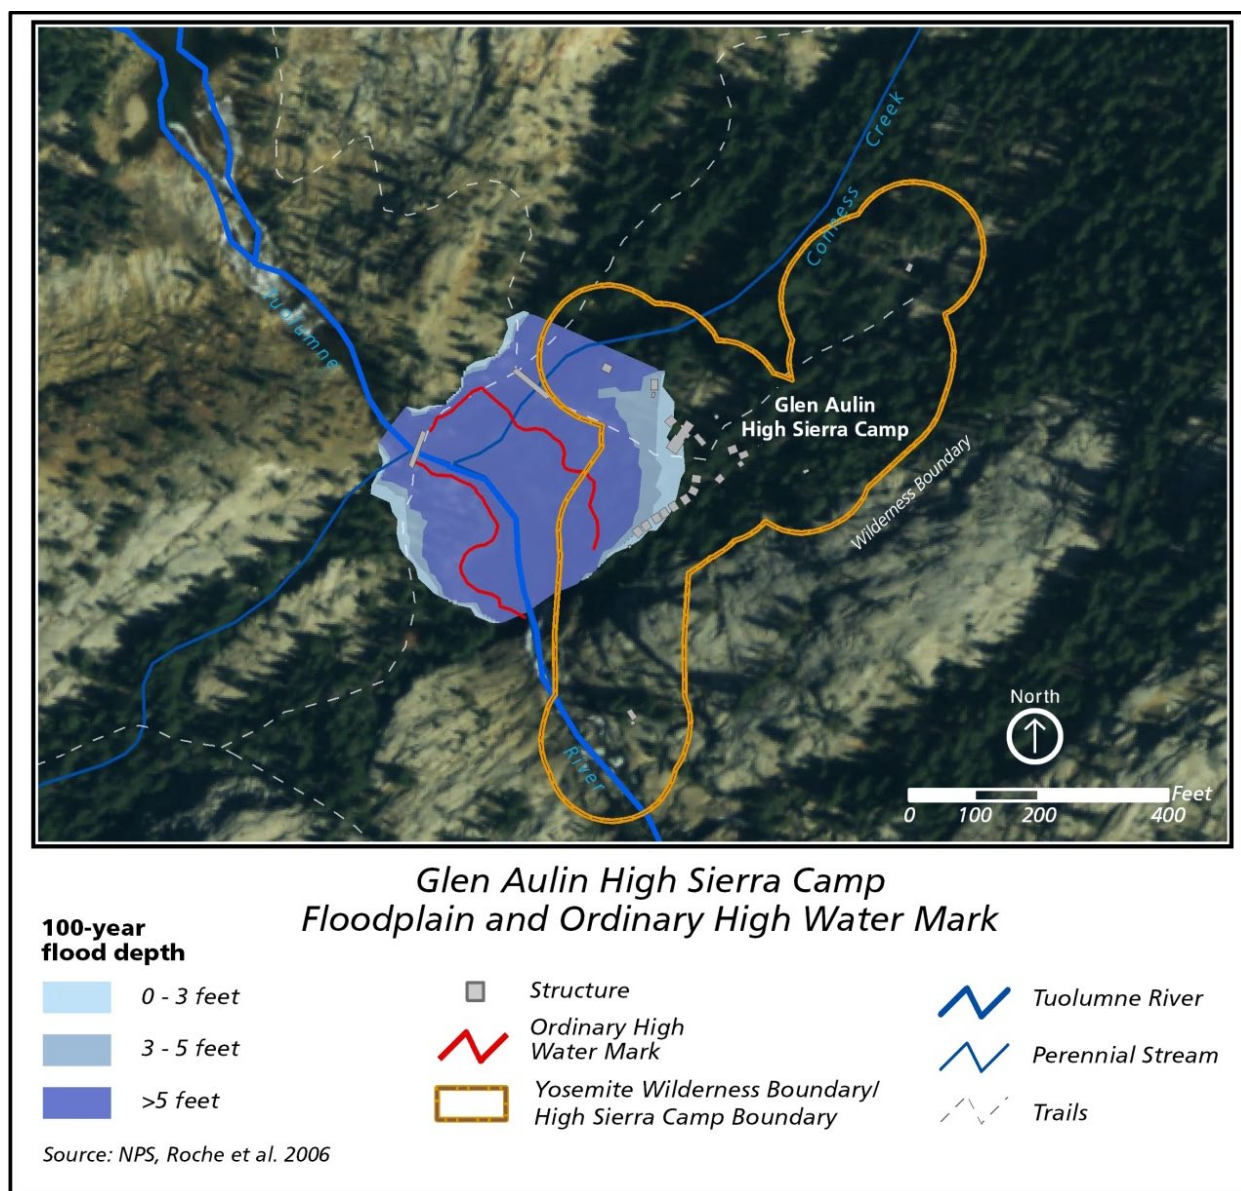 Conness Creek
Tuolumne
Glen Aulin
High Sierra Camp
Wilderness Boundary
River
North
Feet
0 100 200 400
Glen Aulin High Sierra Camp
Floodplain and Ordinary High Water Mark
100-year
flood depth
0 - 3 feet
3 - 5 feet
>5 feet
Structure
Ordinary High
Water Mark
Yosemite Wilderness Boundary/
High Sierra Camp Boundary
Tuolumne River
Perennial Stream
Trails
Source: NPS, Roche et al. 2006